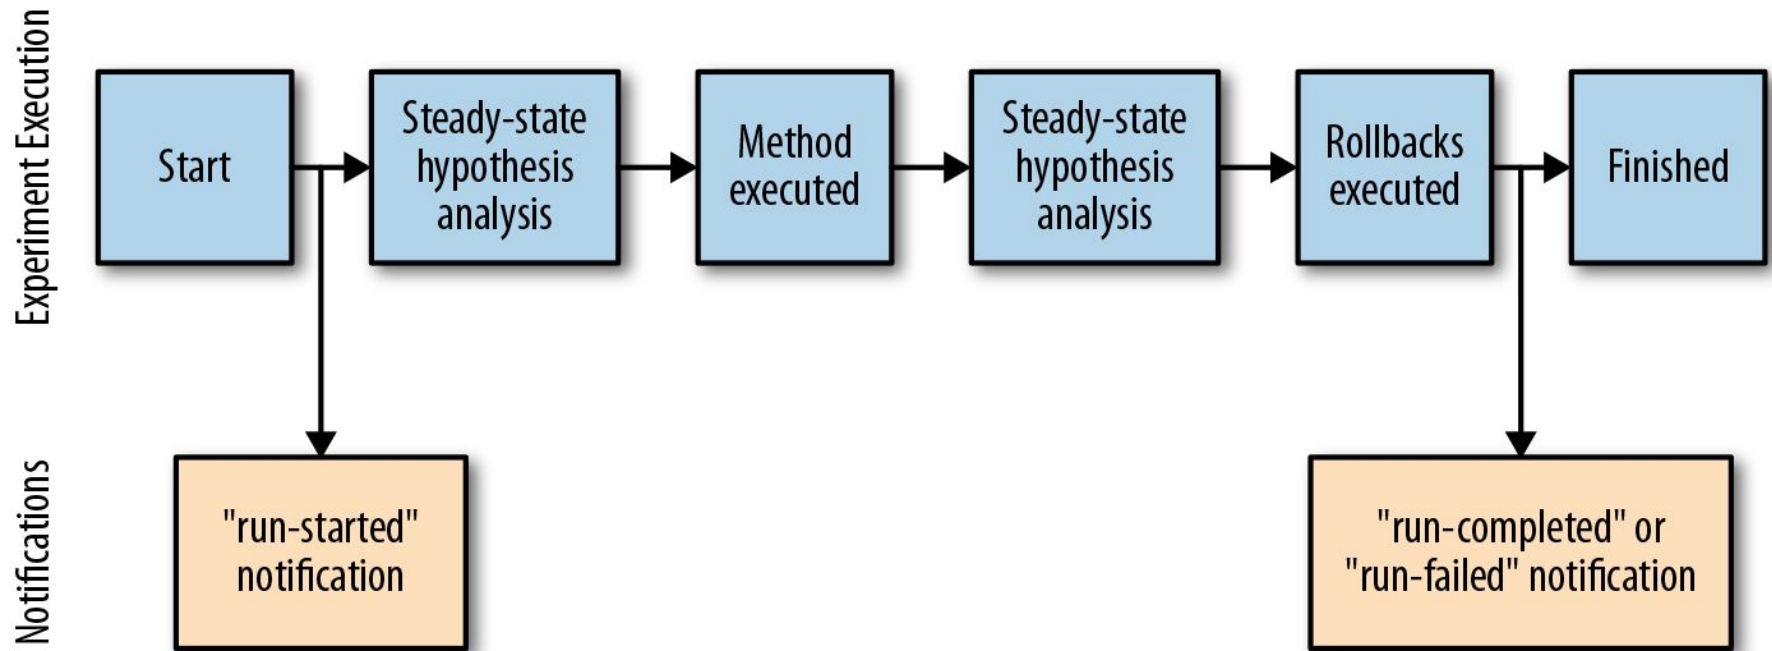 Experiment Execution
Start
Steady-state
hypothesis
analysis
Method
executed
Steady-state
hypothesis
analysis
Rollbacks
executed
Finished
Notifications
"run-started"
notification
"run-completed" or
"run-failed" notification